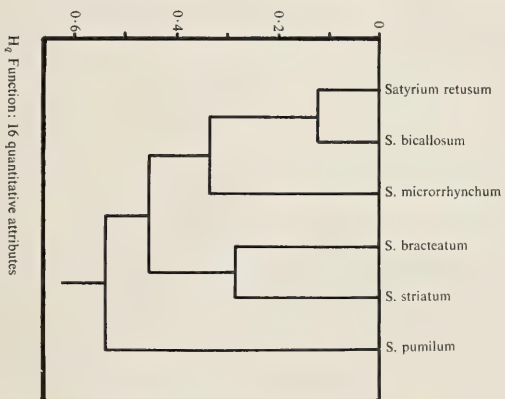 0·6
0·4
0·2
0
Satyrium retusum
S. bicallosum
S. microrrhynchum
S. bracteatum
S. striatum
S. pumilum
H_q Function: 16 quantitative attributes